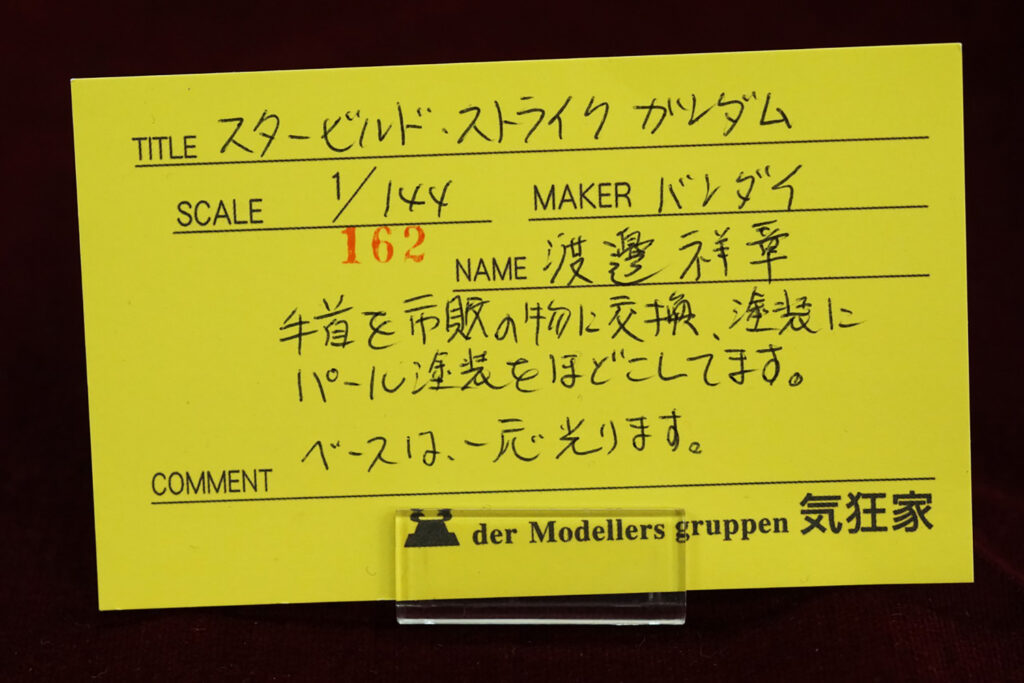 TITLE スタービルド・ストライク ガンダム
SCALE 1/144 MAKER バンダイ
162
NAME 渡邊 祥章
手首を市販の物に交換、塗装に
パール塗装をほどこしてます。
ベースは、一応光ります。
COMMENT
der Modellers gruppen 気狂家